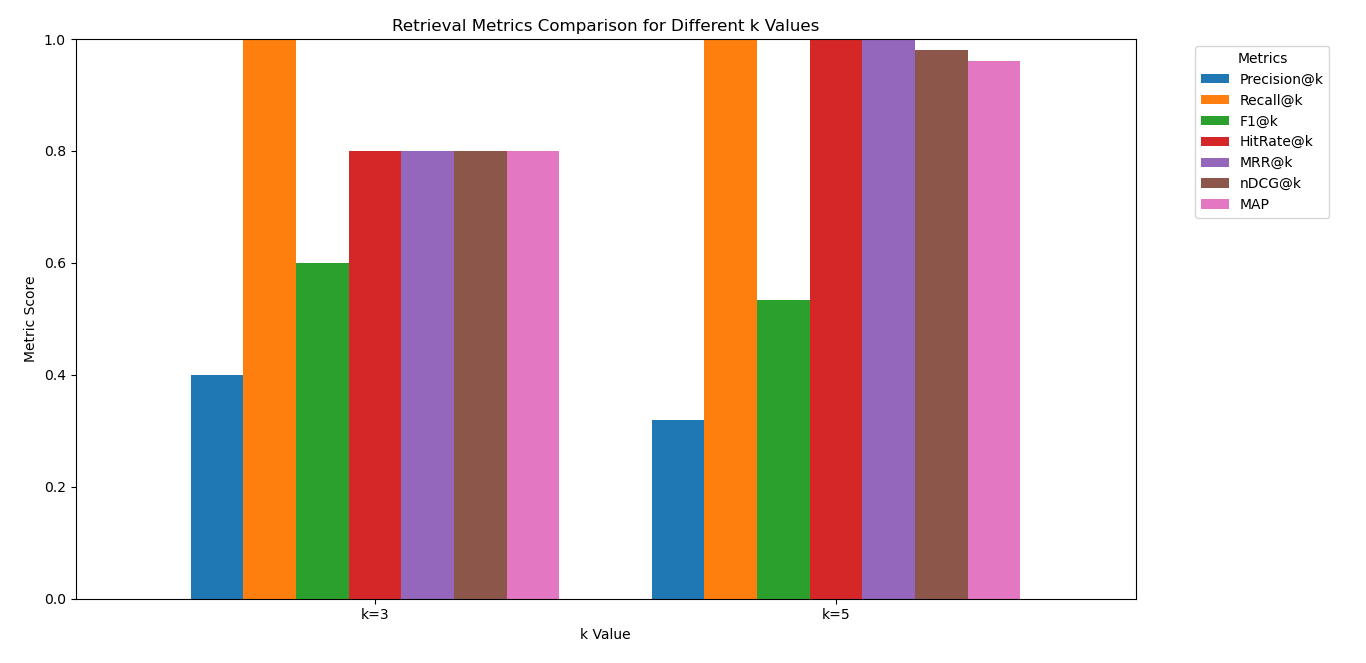 Retrieval Metrics Comparison for Different k Values
1.0
0.8
0.6
0.4
0.2
0.0
Metric Score
k=3
k=5
k Value
Metrics
Precision@k
Recall@k
F1@k
HitRate@k
MRR@k
nDCG@k
MAP